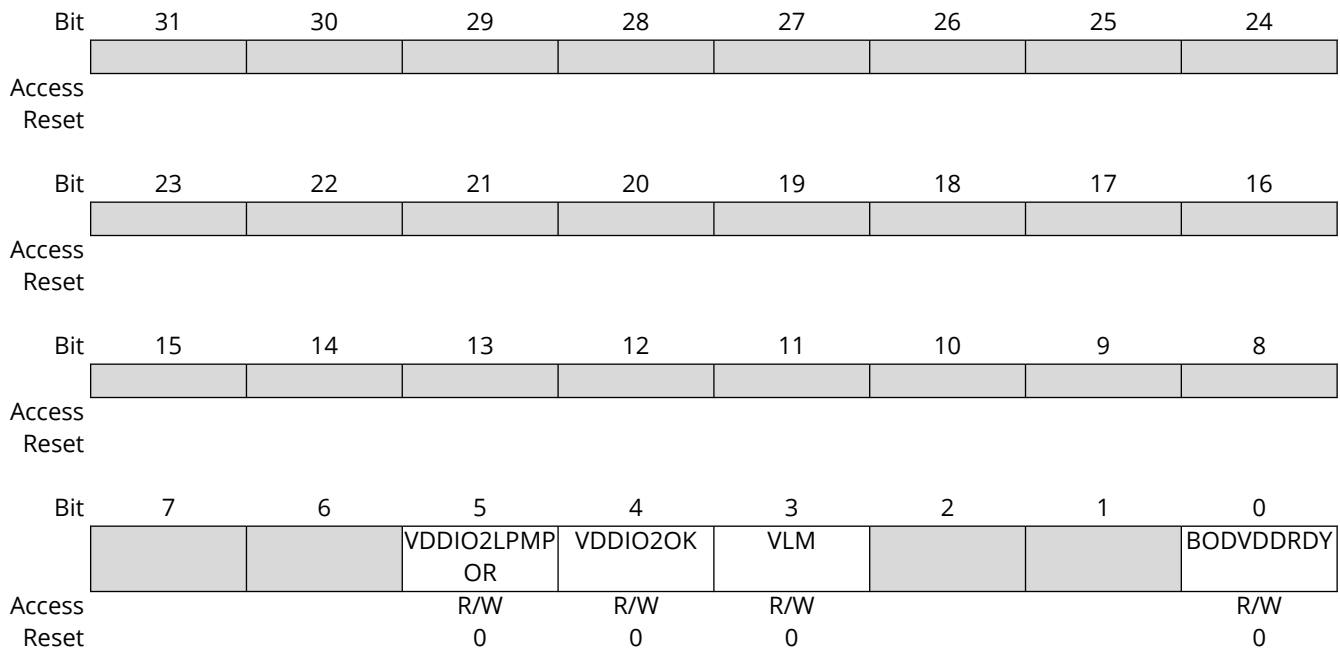 Bit 31 30 29 28 27 26 25 24
Access
Reset
Bit 23 22 21 20 19 18 17 16
Access
Reset
Bit 15 14 13 12 11 10 9 8
Access
Reset
Bit 7 6 5 4 3 2 1 0
VDDIO2LPMP VDDIO2OK VLM BODVDDRDY
OR
Access R/W R/W R/W R/W
Reset 0 0 0 0